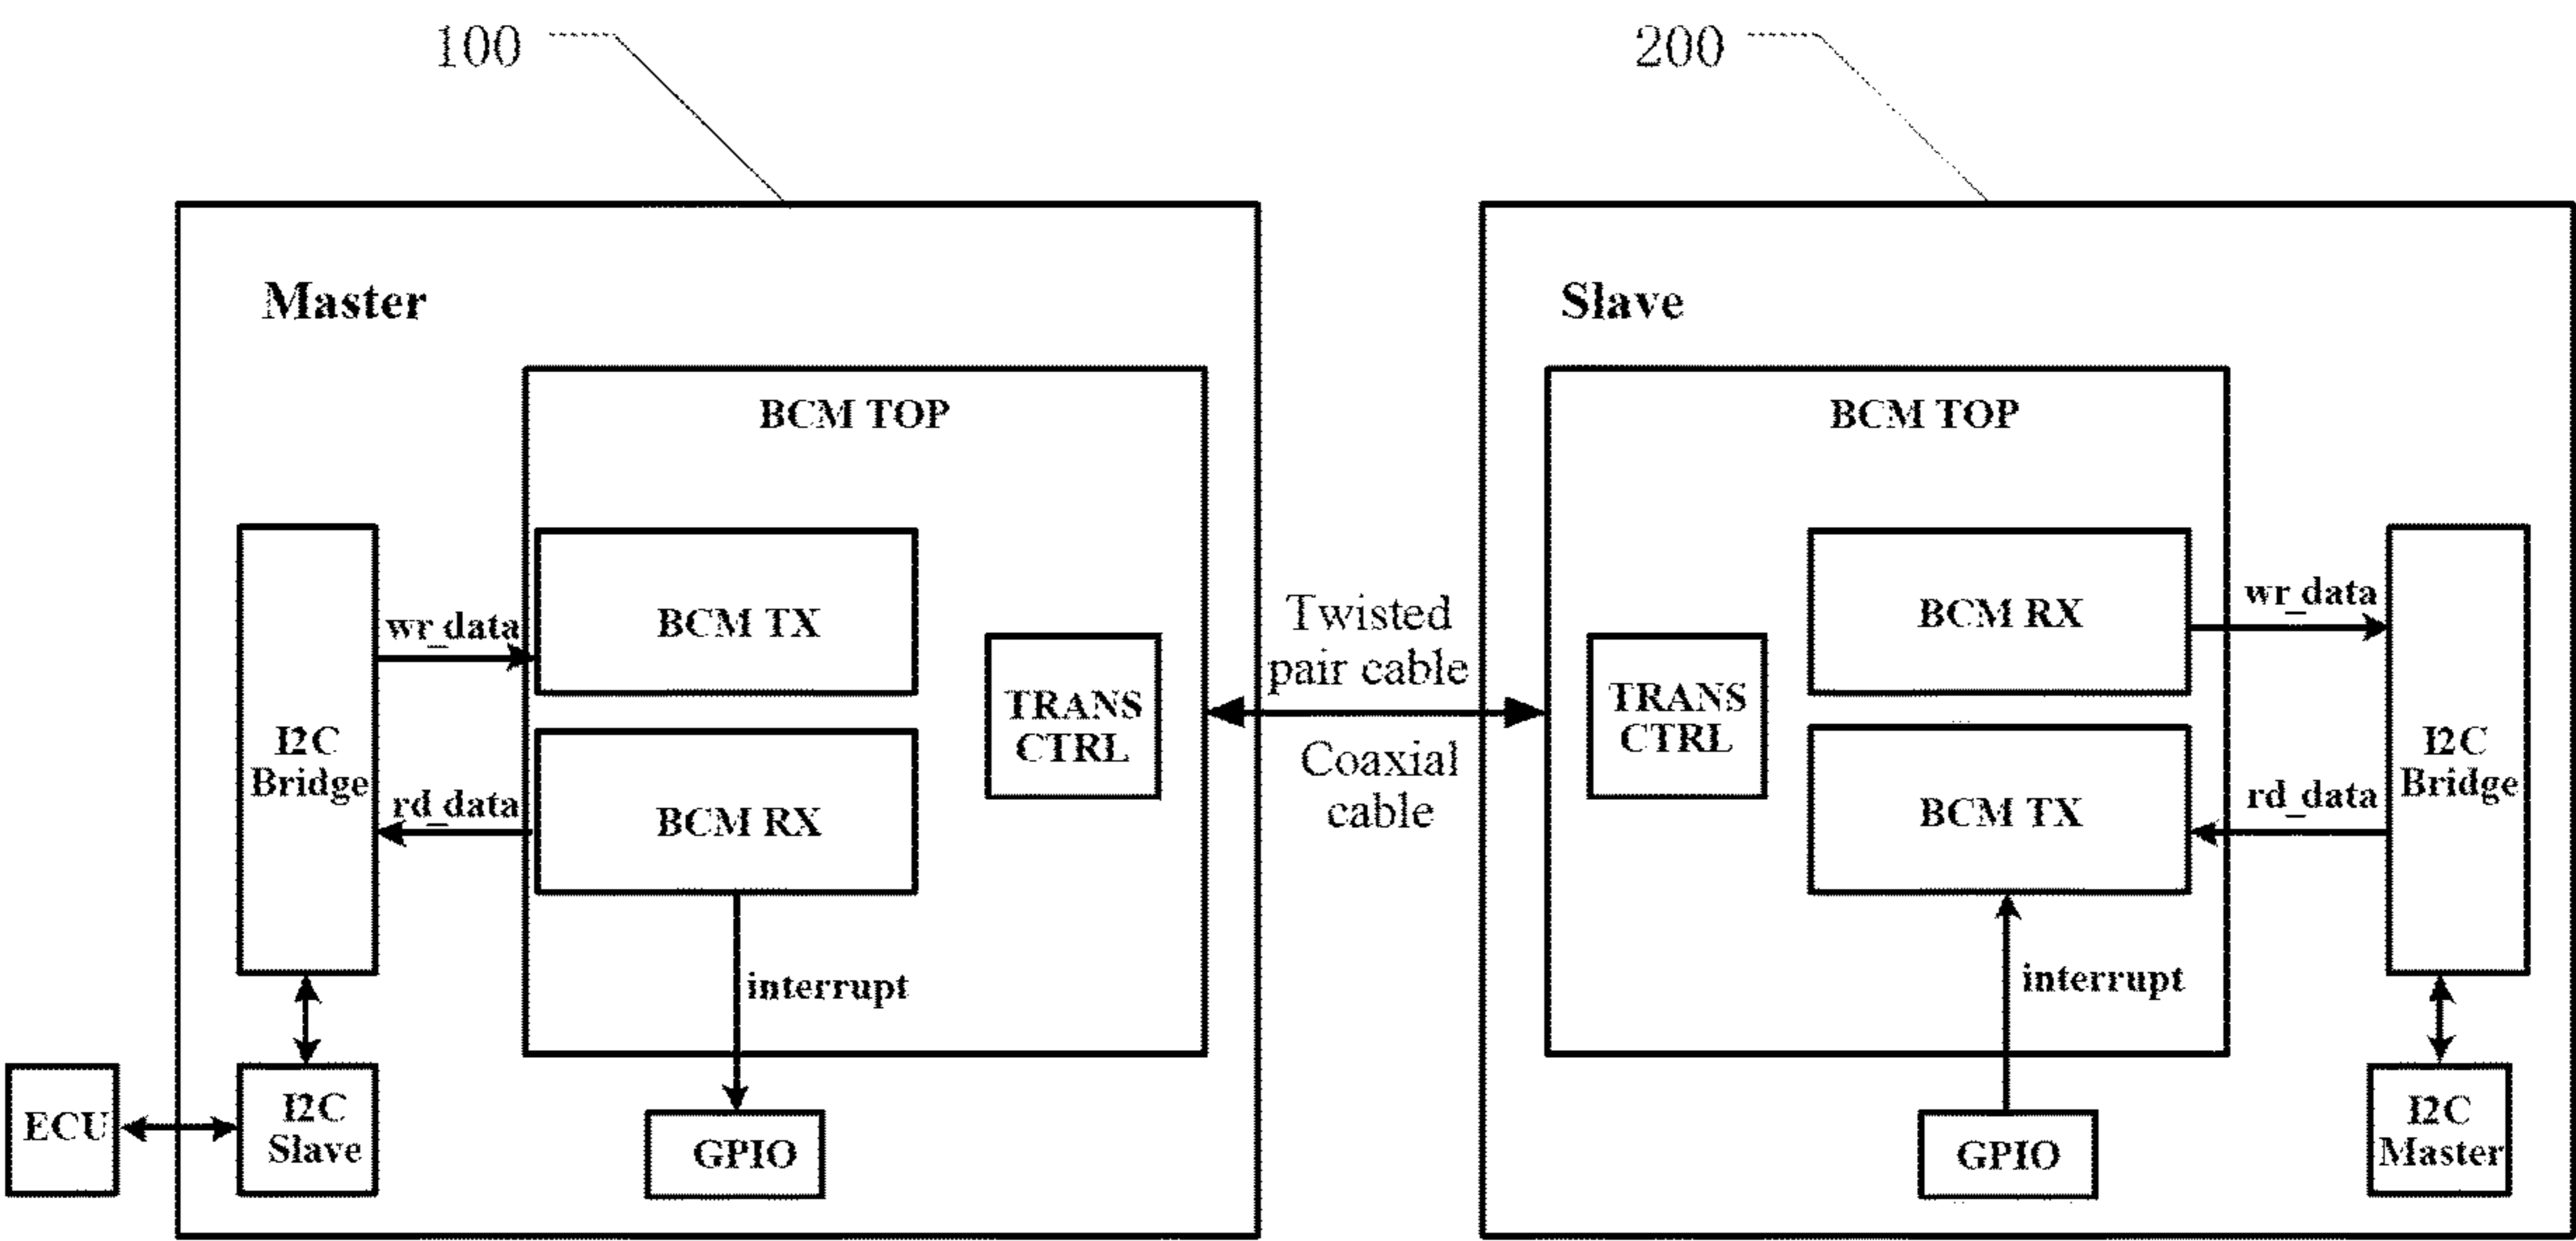 100
200
Master
BCM TOP
I2C
Bridge
wr_data
rd_data
BCM TX
BCM RX
TRANS
CTRL
interrupt
ECU
I2C
Slave
GPIO
Twisted
pair cable
Coaxial
cable
Slave
BCM TOP
TRANS
CTRL
BCM RX
BCM TX
wr_data
rd_data
I2C
Bridge
interrupt
GPIO
I2C
Master